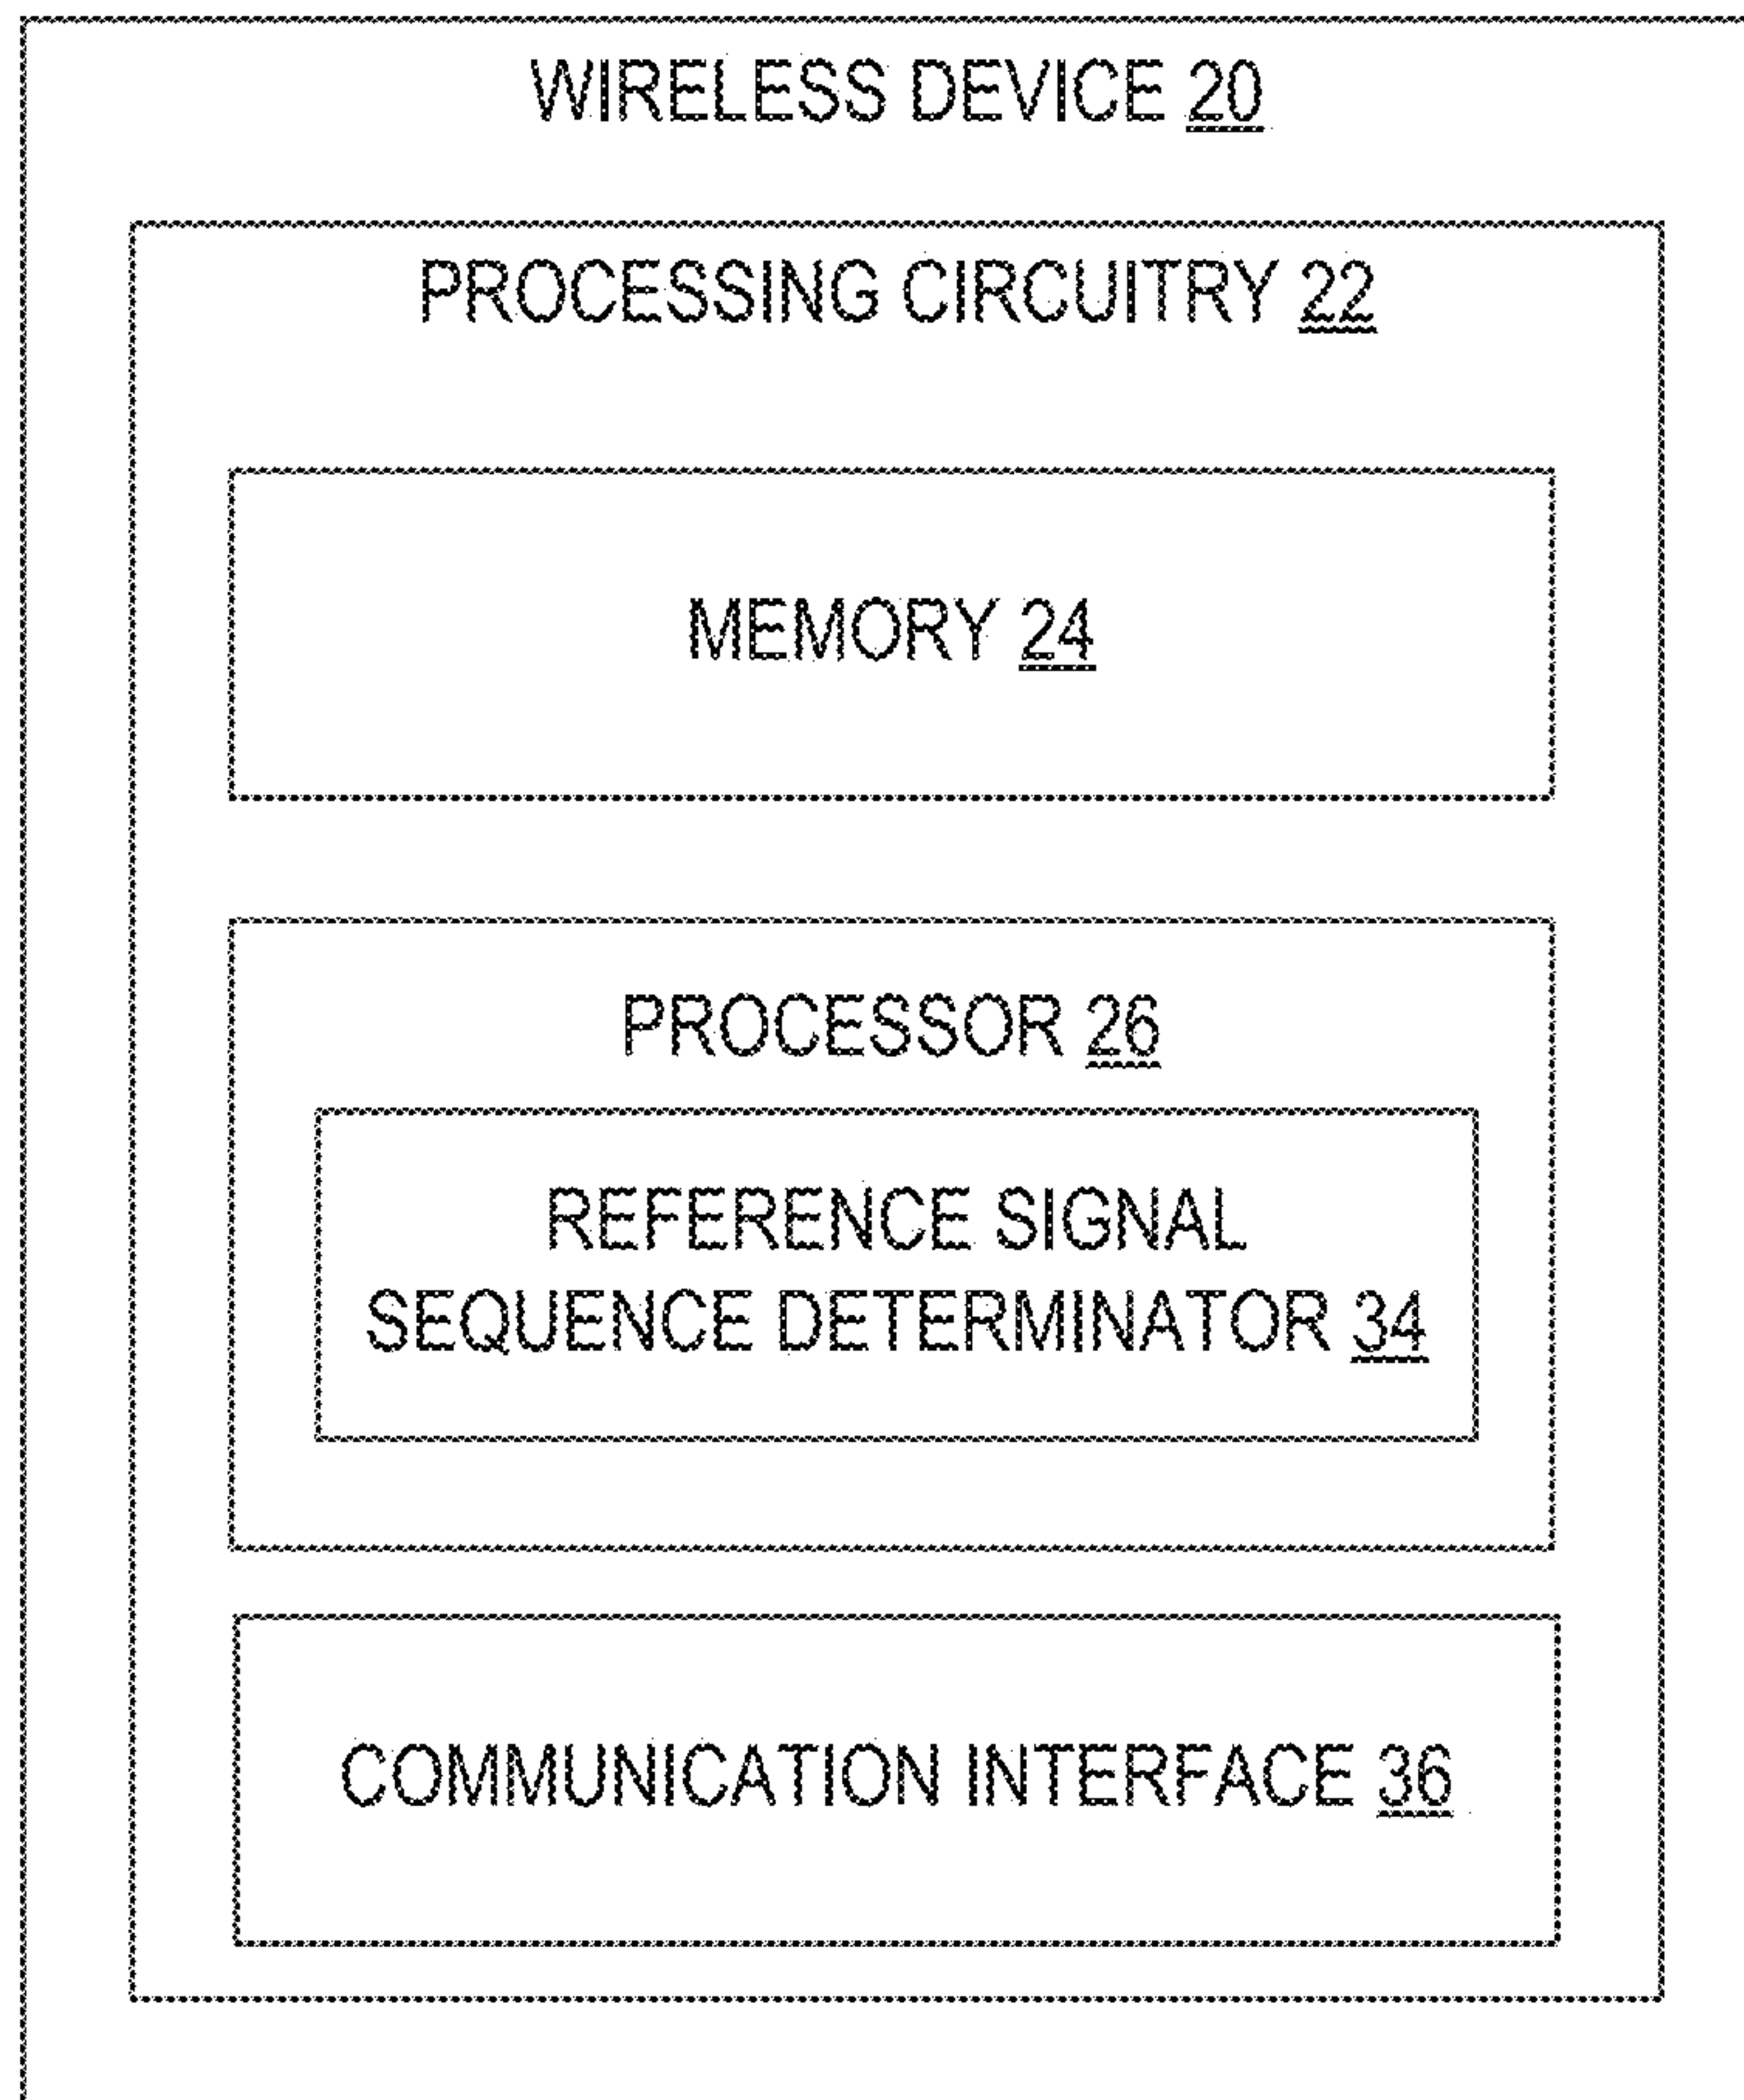 WIRELESS DEVICE 20
PROCESSING CIRCUITRY 22
MEMORY 24
PROCESSOR 26
REFERENCE SIGNAL
SEQUENCE DETERMINATOR 34
COMMUNICATION INTERFACE 36